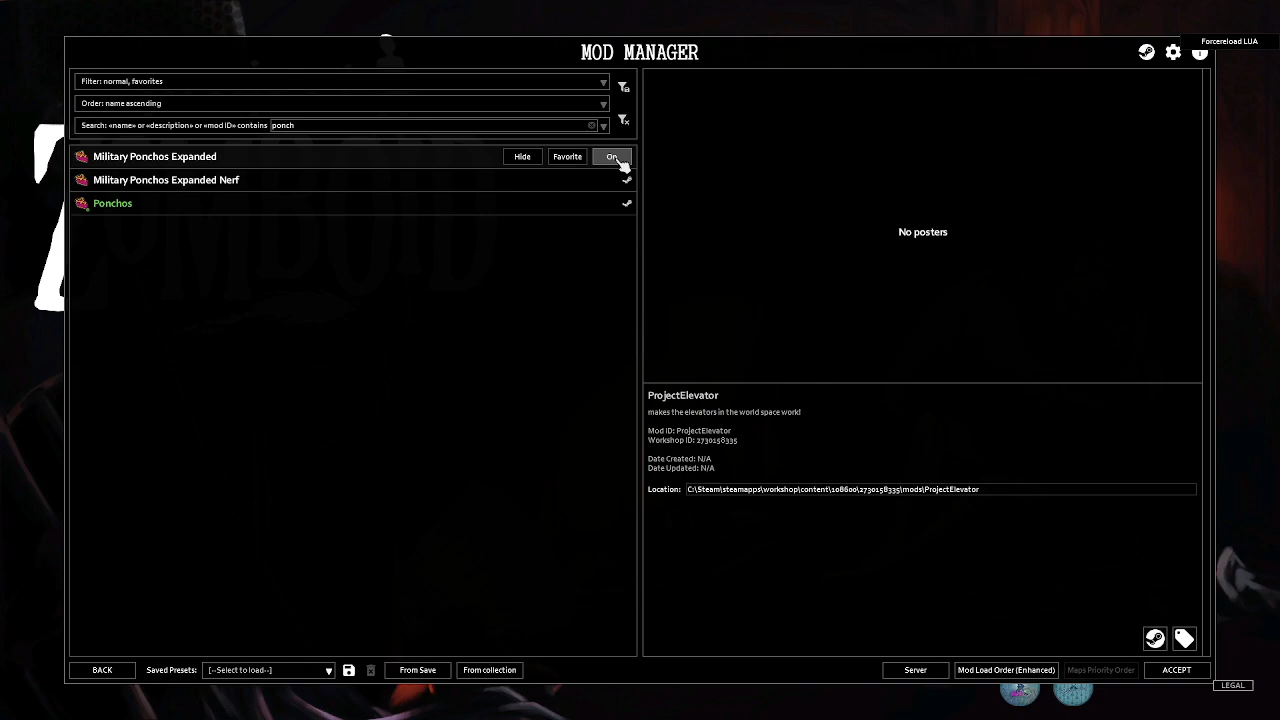 MOD MANAGER
Forcereload LUA
Filter: normal, favorites
Order: name ascending
Search: «name» or «description» or «mod ID» contains ponch
Military Ponchos Expanded Hide Favorite On
Military Ponchos Expanded Nerf
Ponchos
No posters
ProjectElevator
makes the elevators in the world space work!
Mod ID: ProjectElevator
Workshop ID: 2730158335
Date Created: N/A
Date Updated: N/A
Location: C:\Steam\steamapps\workshop\content\108600\2730158335\mods\ProjectElevator
BACK Saved Presets: [--Select to load--] From Save From collection Server Mod Load Order (Enhanced) Maps Priority Order ACCEPT
LEGAL